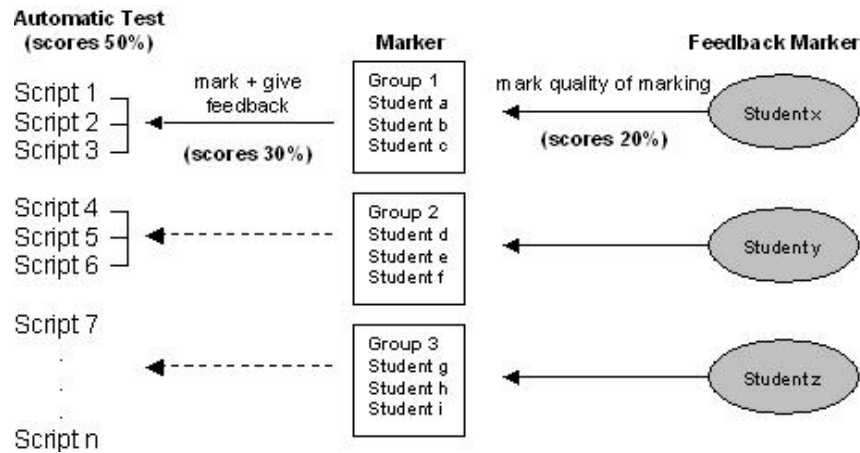 Automatic Test
(scores 50%)
Marker
Feedback Marker
Script 1
Script 2
Script 3
mark + give
feedback
(scores 30%)
Group 1
Student a
Student b
Student c
mark quality of marking
(scores 20%)
Student x
Script 4
Script 5
Script 6
Group 2
Student d
Student e
Student f
Student y
Script 7
.
.
.
Script n
Group 3
Student g
Student h
Student i
Student z